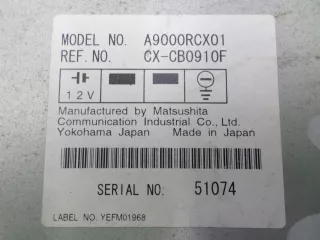 MODEL NO. A9000RCX01
REF. NO. CX-CB0910F
12V
Manufactured by Matsushita
Communication Industrial Co., Ltd.
Yokohama Japan Made in Japan
SERIAL NO: 51074
LABEL NO. YEFM01968